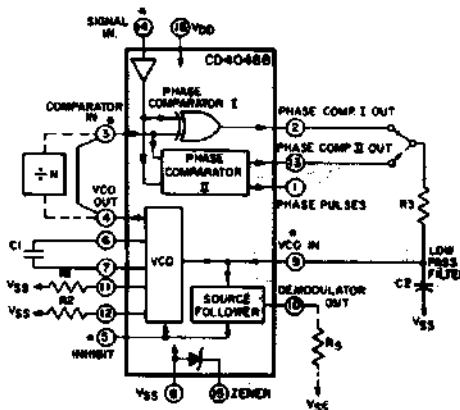 *
SIGNAL IN.
14
16 VDD
CD4046B
PHASE COMPARATOR I
COMPARATOR IN *
3
2
PHASE COMP. I OUT
PHASE COMP. II OUT
13
PHASE COMPARATOR II
1
PHASE PULSES
÷ N
VCO OUT
4
R3
C1
6
7
VCO
*
VCO IN
9
LOW PASS FILTER
C2
VSS
VSS
R1
11
VSS
R2
12
SOURCE FOLLOWER
DEMODULATOR OUT
10
*
5
INHIBIT
RS
VSS
8
15 ZENER
VSS